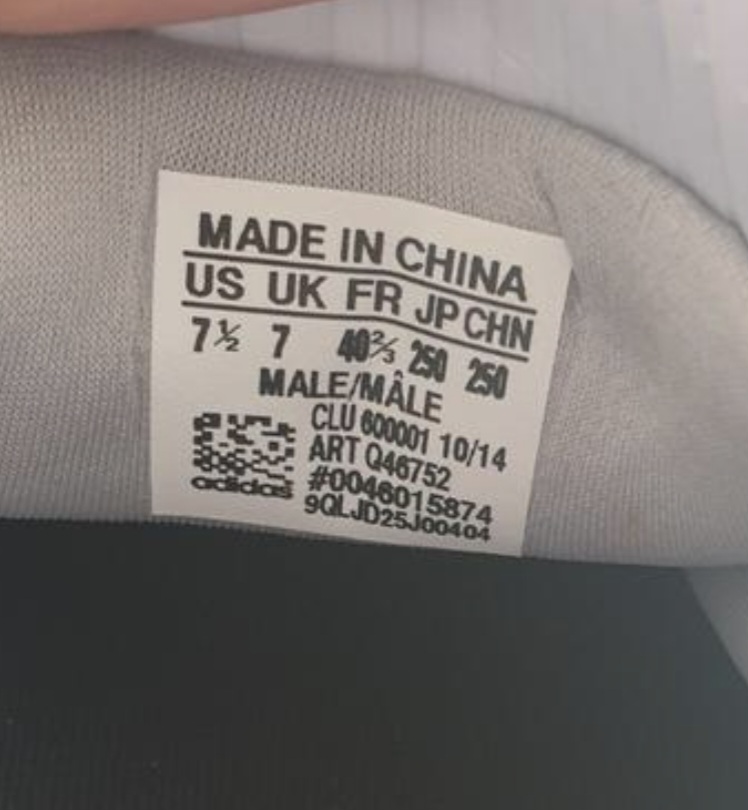 MADE IN CHINA
US UK FR JP CHN
7½ 7 40⅔ 250 250
MALE/MÂLE
CLU 600001 10/14
ART Q46752
#0046015874
adidas
9QLJD25J00404